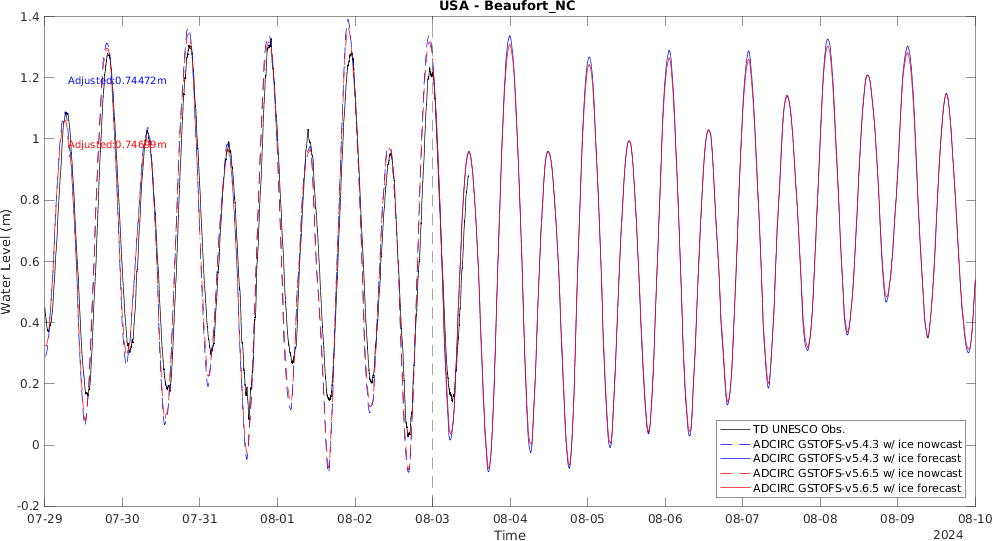 USA - Beaufort_NC
1.4
1.2
1
0.8
0.6
0.4
0.2
0
-0.2
Water Level (m)
Adjusted:0.74472m
Adjusted:0.74699m
TD UNESCO Obs.
ADCIRC GSTOFS-v5.4.3 w/ ice nowcast
ADCIRC GSTOFS-v5.4.3 w/ ice forecast
ADCIRC GSTOFS-v5.6.5 w/ ice nowcast
ADCIRC GSTOFS-v5.6.5 w/ ice forecast
07-29 07-30 07-31 08-01 08-02 08-03 08-04 08-05 08-06 08-07 08-08 08-09 08-10
Time
2024